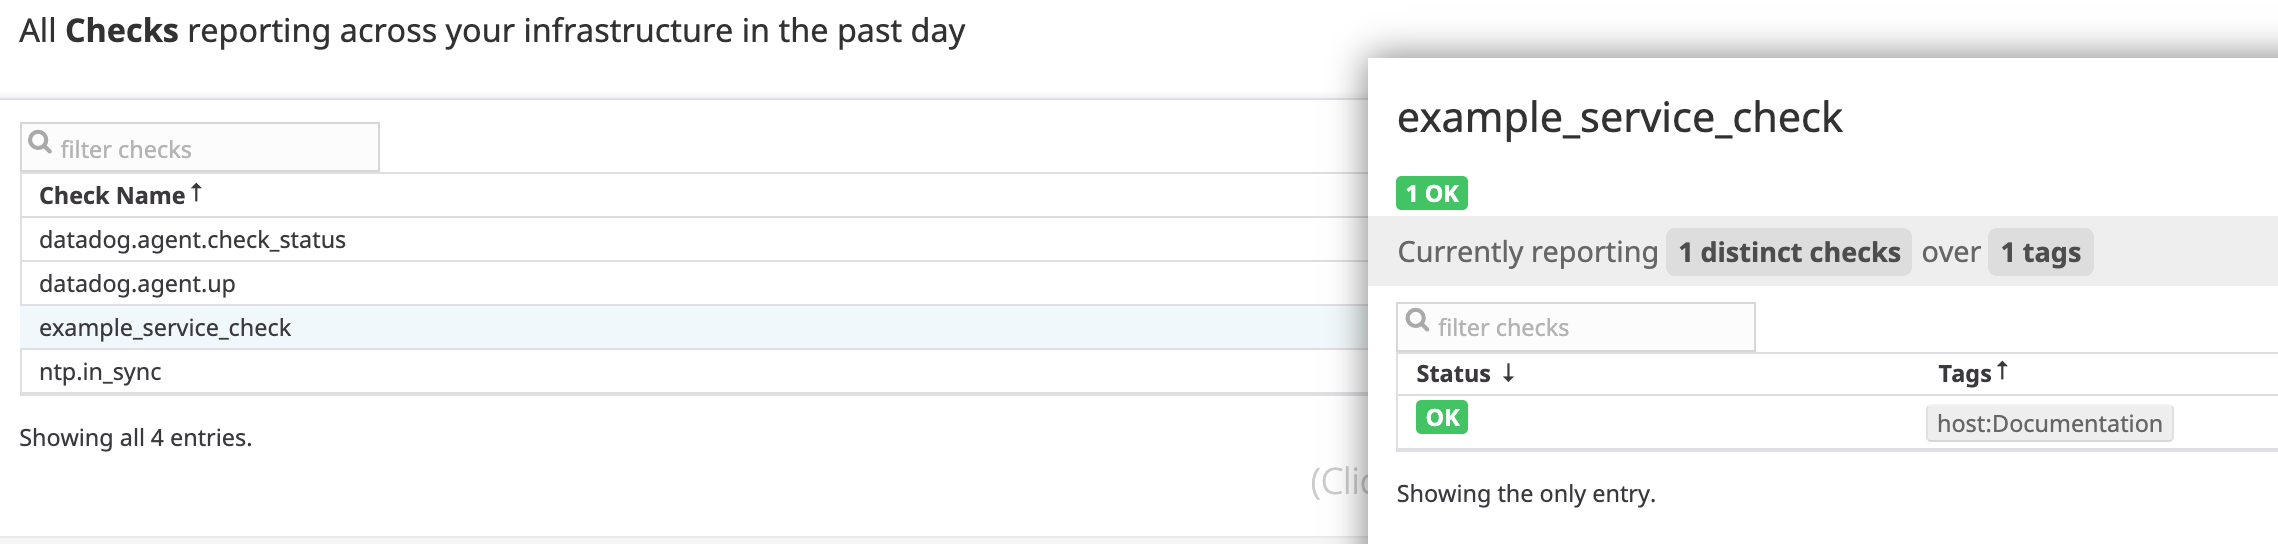 All Checks reporting across your infrastructure in the past day
filter checks
Check Name ↑
datadog.agent.check_status
datadog.agent.up
example_service_check
ntp.in_sync
Showing all 4 entries.
example_service_check
1 OK
Currently reporting 1 distinct checks over 1 tags
filter checks
Status ↓ Tags ↑
OK host:Documentation
Showing the only entry.